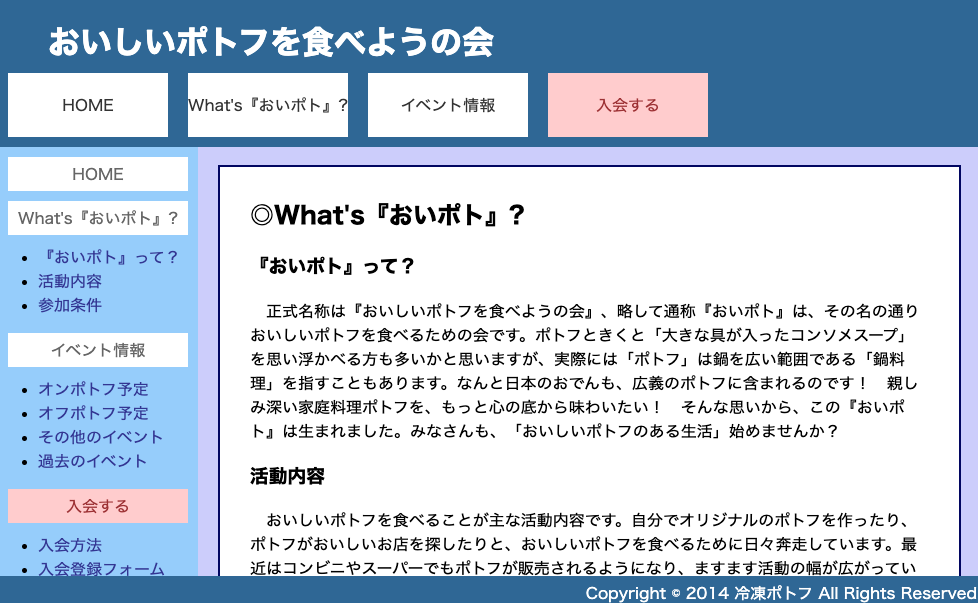 おいしいポトフを食べようの会
HOME
What's『おいポト』?
イベント情報
入会する
HOME
What's『おいポト』?
『おいポト』って？
活動内容
参加条件
イベント情報
オンポトフ予定
オフポトフ予定
その他のイベント
過去のイベント
入会する
入会方法
入会登録フォーム
◎What's『おいポト』?
『おいポト』って？
正式名称は『おいしいポトフを食べようの会』、略して通称『おいポト』は、その名の通り
おいしいポトフを食べるための会です。ポトフときくと「大きな具が入ったコンソメスープ」
を思い浮かべる方も多いかと思いますが、実際には「ポトフ」は鍋を広い範囲である「鍋料
理」を指すこともあります。なんと日本のおでんも、広義のポトフに含まれるのです！　親し
み深い家庭料理ポトフを、もっと心の底から味わいたい！　そんな思いから、この『おいポ
ト』は生まれました。みなさんも、「おいしいポトフのある生活」始めませんか？
活動内容
おいしいポトフを食べることが主な活動内容です。自分でオリジナルのポトフを作ったり、
ポトフがおいしいお店を探したりと、おいしいポトフを食べるために日々奔走しています。最
近はコンビニやスーパーでもポトフが販売されるようになり、ますます活動の幅が広がってい
Copyright © 2014 冷凍ポトフ All Rights Reserved